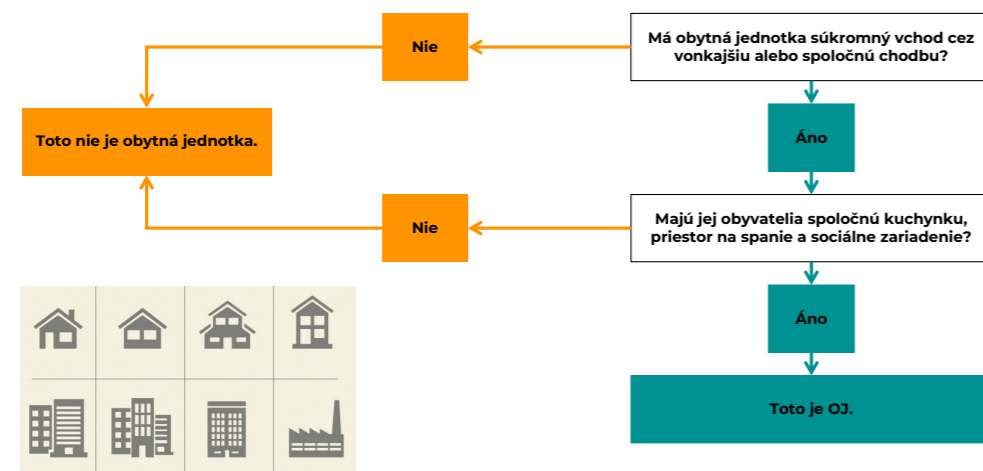 Má obytná jednotka súkromný vchod cez
vonkajšiu alebo spoločnú chodbu?
Nie
Toto nie je obytná jednotka.
Áno
Majú jej obyvatelia spoločnú kuchynku,
priestor na spanie a sociálne zariadenie?
Nie
Áno
Toto je OJ.